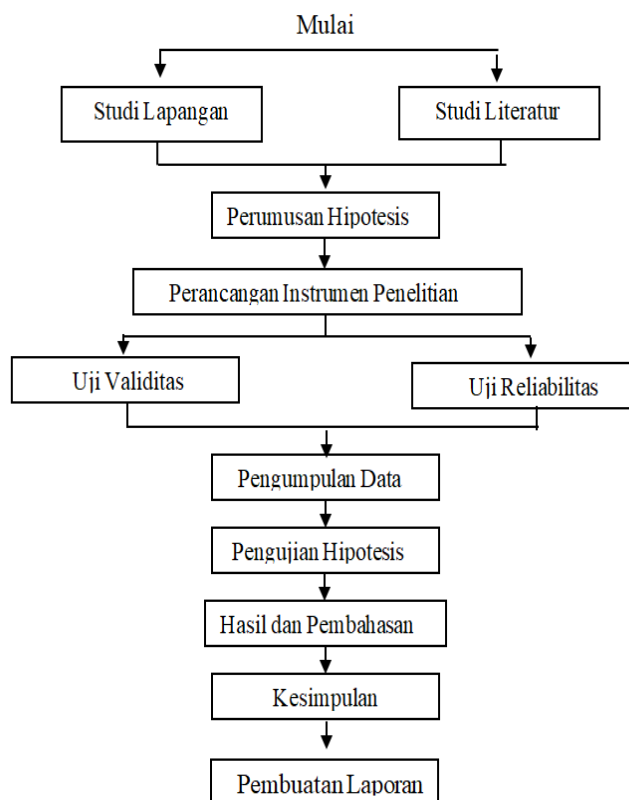 Mulai
Studi Lapangan
Studi Literatur
Perumusan Hipotesis
Perancangan Instrumen Penelitian
Uji Validitas
Uji Reliabilitas
Pengumpulan Data
Pengujian Hipotesis
Hasil dan Pembahasan
Kesimpulan
Pembuatan Laporan